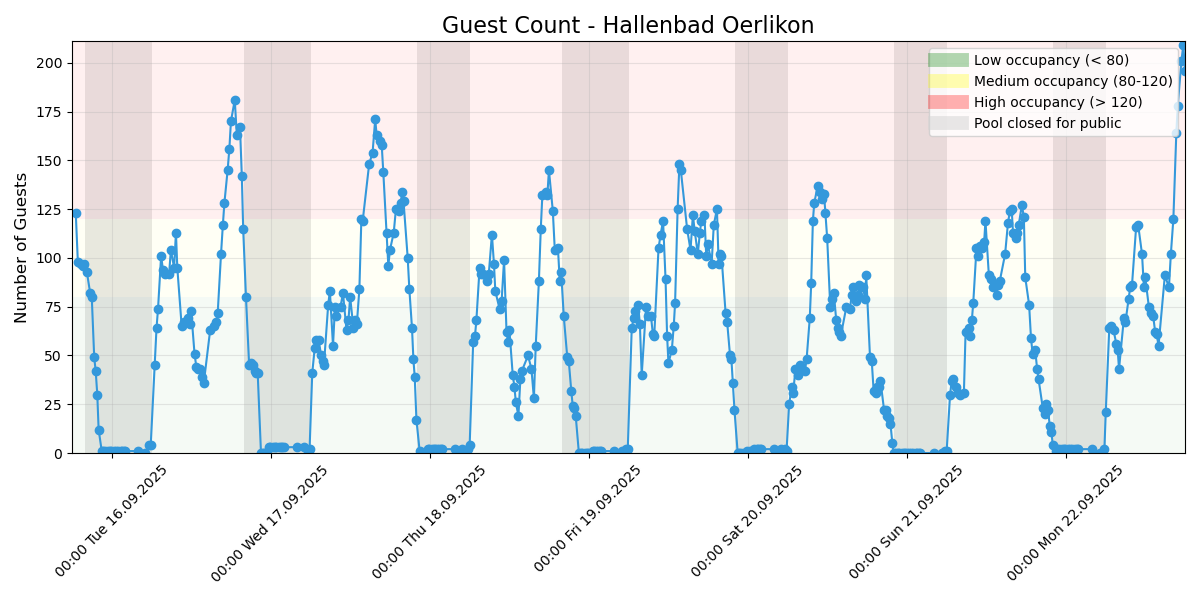 Guest Count - Hallenbad Oerlikon
Number of Guests
200
175
150
125
100
75
50
25
0
Low occupancy (< 80)
Medium occupancy (80-120)
High occupancy (> 120)
Pool closed for public
00:00 Tue 16.09.2025
00:00 Wed 17.09.2025
00:00 Thu 18.09.2025
00:00 Fri 19.09.2025
00:00 Sat 20.09.2025
00:00 Sun 21.09.2025
00:00 Mon 22.09.2025